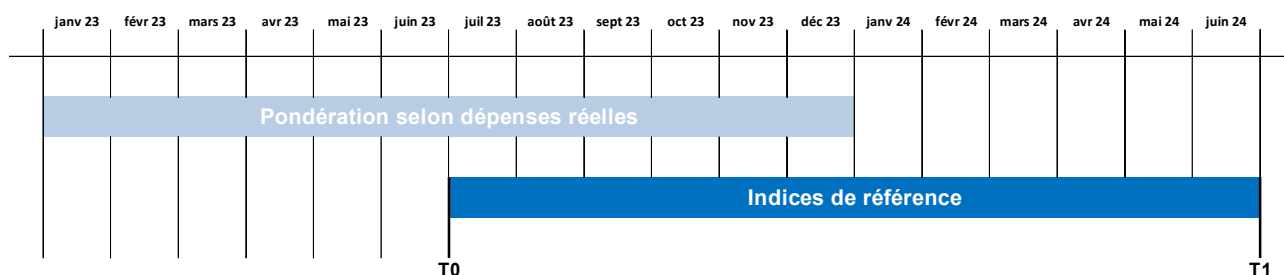 janv 23 févr 23 mars 23 avr 23 mai 23 juin 23 juil 23 août 23 sept 23 oct 23 nov 23 déc 23 janv 24 févr 24 mars 24 avr 24 mai 24 juin 24
Pondération selon dépenses réelles
Indices de référence
T0 T1